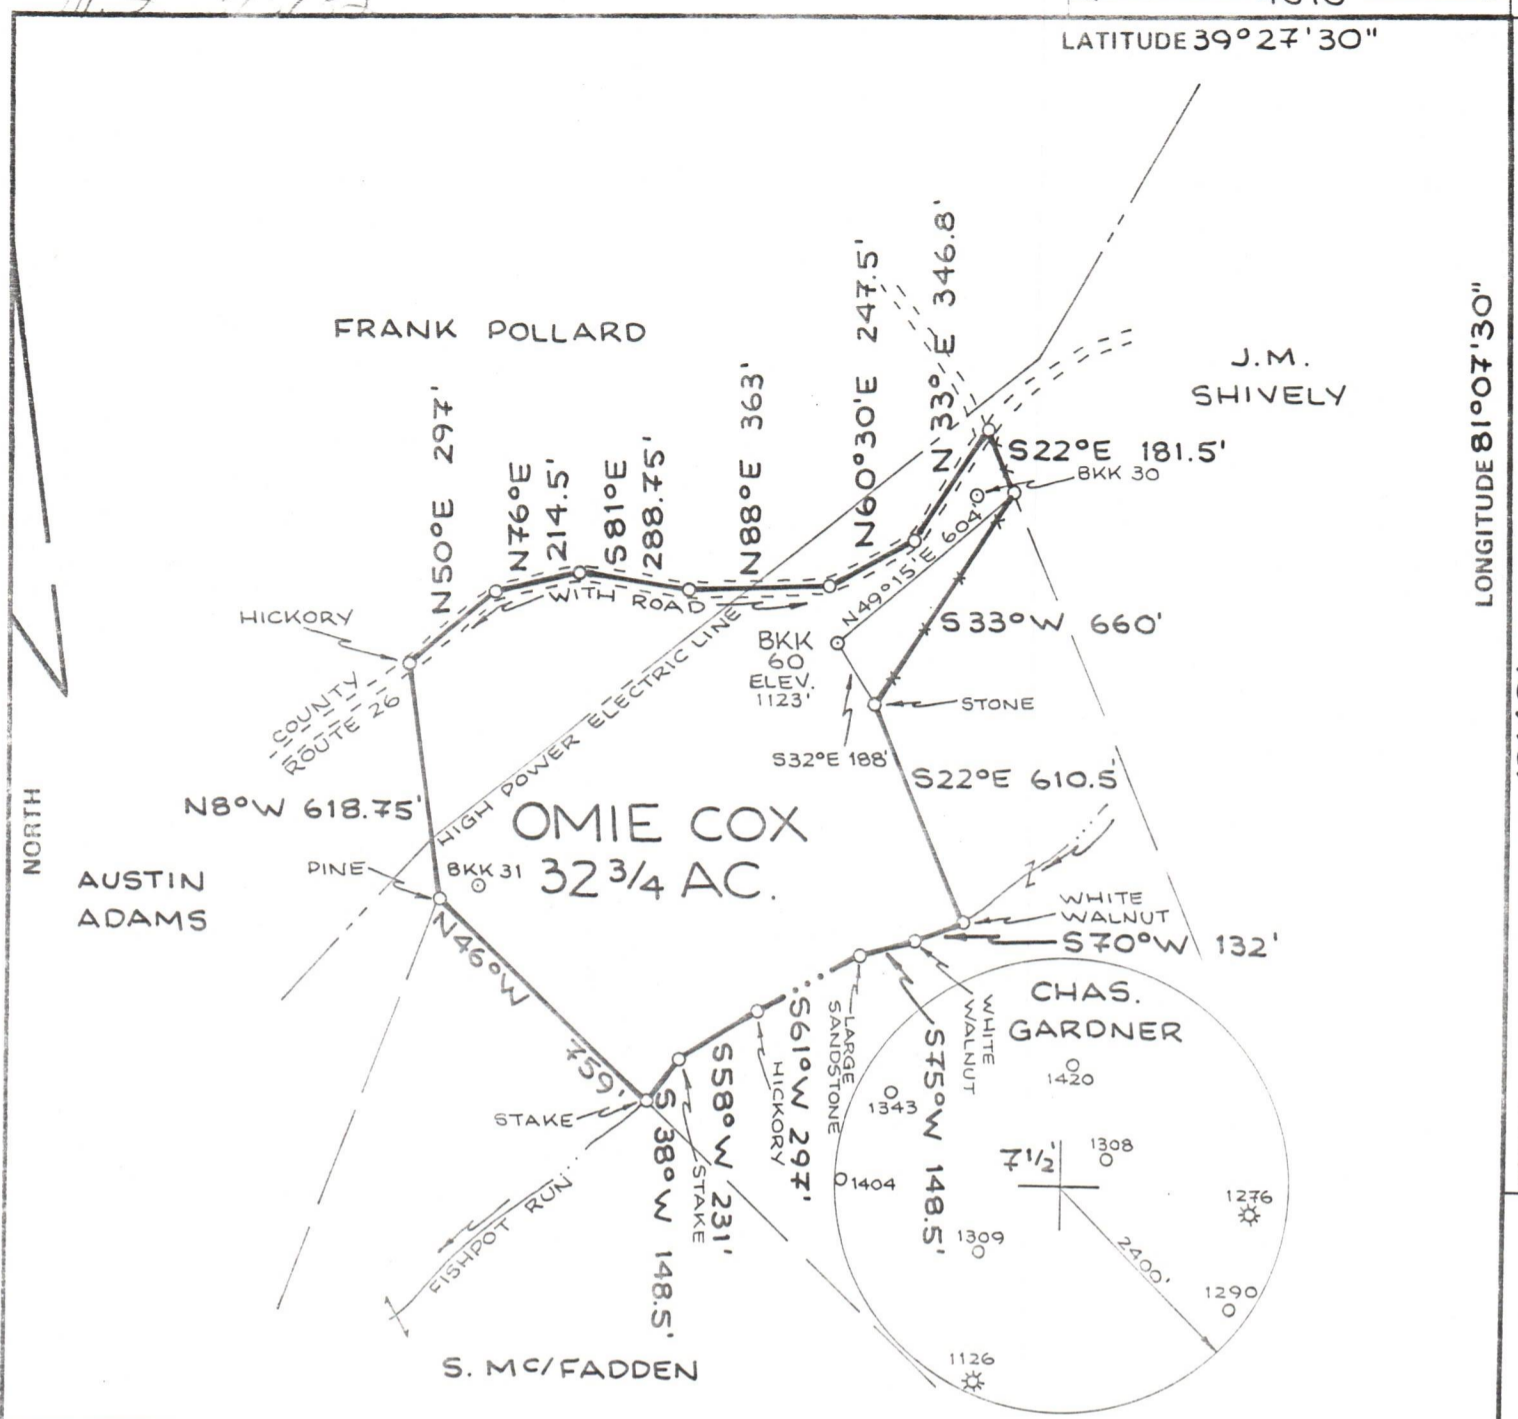 LATITUDE 39°27'30"
LONGITUDE 81°07'30"
NORTH
FRANK POLLARD
J.M.
SHIVELY
N50°E 297'
N76°E
214.5'
S81°E
288.75'
N88°E 363'
N60°30'E 247.5'
N 33° E 346.8'
S22°E 181.5'
BKK 30
HICKORY
WITH ROAD
N49°15'E 604'
S33°W 660'
BKK
60
ELEV.
1123'
COUNTY
ROUTE 26
HIGH POWER ELECTRIC LINE
STONE
S32°E 188'
S22°E 610.5'
N8°W 618.75'
OMIE COX
32 3/4 AC.
PINE
BKK 31
AUSTIN
ADAMS
WHITE
WALNUT
S70°W 132'
N46°W
759'
CHAS.
GARDNER
WHITE
WALNUT
S75°W 148.5'
LARGE
SANDSTONE
S61°W 297'
HICKORY
S58°W 231'
STAKE
S 38°W 148.5'
STAKE
FISHPOT RUN
S. Mc/FADDEN
1420
1343
7 1/2'
1308
1404
1276
1309
2400'
1290
1126